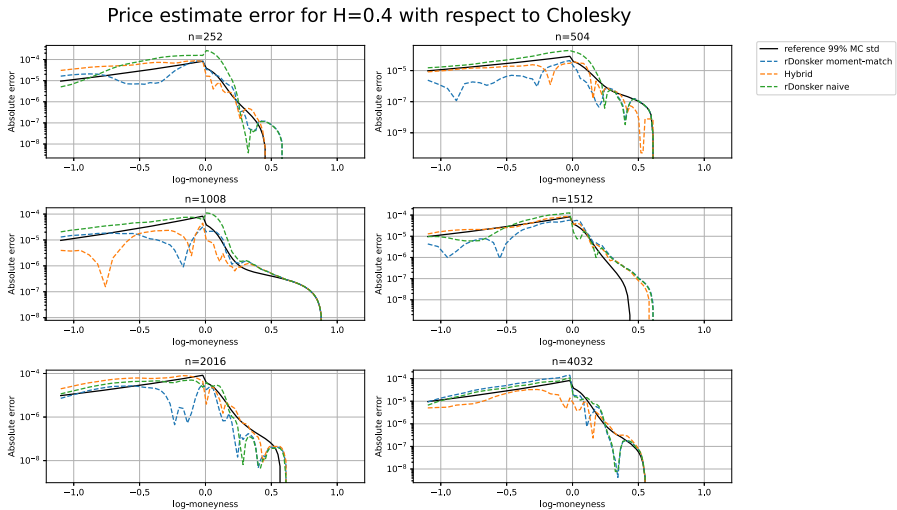 Price estimate error for H=0.4 with respect to Cholesky
n=252
Absolute error
10⁻⁴
10⁻⁵
10⁻⁶
10⁻⁷
10⁻⁸
−1.0 −0.5 0.0 0.5 1.0
log-moneyness
n=504
Absolute error
10⁻⁵
10⁻⁷
10⁻⁹
−1.0 −0.5 0.0 0.5 1.0
log-moneyness
reference 99% MC std
rDonsker moment-match
Hybrid
rDonsker naive
n=1008
Absolute error
10⁻⁴
10⁻⁵
10⁻⁶
10⁻⁷
10⁻⁸
−1.0 −0.5 0.0 0.5 1.0
log-moneyness
n=1512
Absolute error
10⁻⁴
10⁻⁵
10⁻⁶
10⁻⁷
10⁻⁸
−1.0 −0.5 0.0 0.5 1.0
log-moneyness
n=2016
Absolute error
10⁻⁴
10⁻⁶
10⁻⁸
−1.0 −0.5 0.0 0.5 1.0
log-moneyness
n=4032
Absolute error
10⁻⁴
10⁻⁵
10⁻⁶
10⁻⁷
10⁻⁸
−1.0 −0.5 0.0 0.5 1.0
log-moneyness